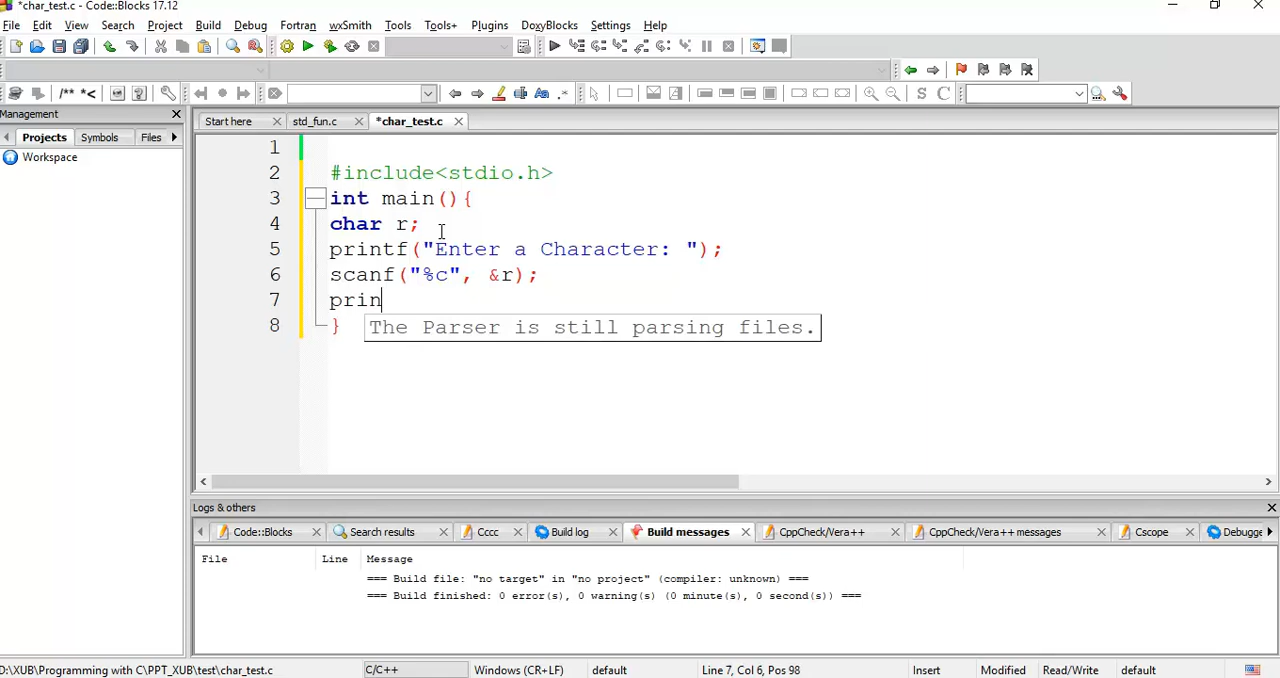 *char_test.c - Code::Blocks 17.12
File Edit View Search Project Build Debug Fortran wxSmith Tools Tools+ Plugins DoxyBlocks Settings Help
/** *< S C
Management
Start here std_fun.c *char_test.c
Projects Symbols Files
Workspace
1
2 #include<stdio.h>
3 int main(){
4 char r;
5 printf("Enter a Character: ");
6 scanf("%c", &r);
7 prin
8 }
The Parser is still parsing files.
Logs & others
Code::Blocks Search results Cccc Build log Build messages CppCheck/Vera++ CppCheck/Vera++ messages Cscope Debugge
File Line Message
=== Build file: "no target" in "no project" (compiler: unknown) ===
=== Build finished: 0 error(s), 0 warning(s) (0 minute(s), 0 second(s)) ===
D:\XUB\Programming with C\PPT_XUB\test\char_test.c C/C++ Windows (CR+LF) default Line 7, Col 6, Pos 98 Insert Modified Read/Write default